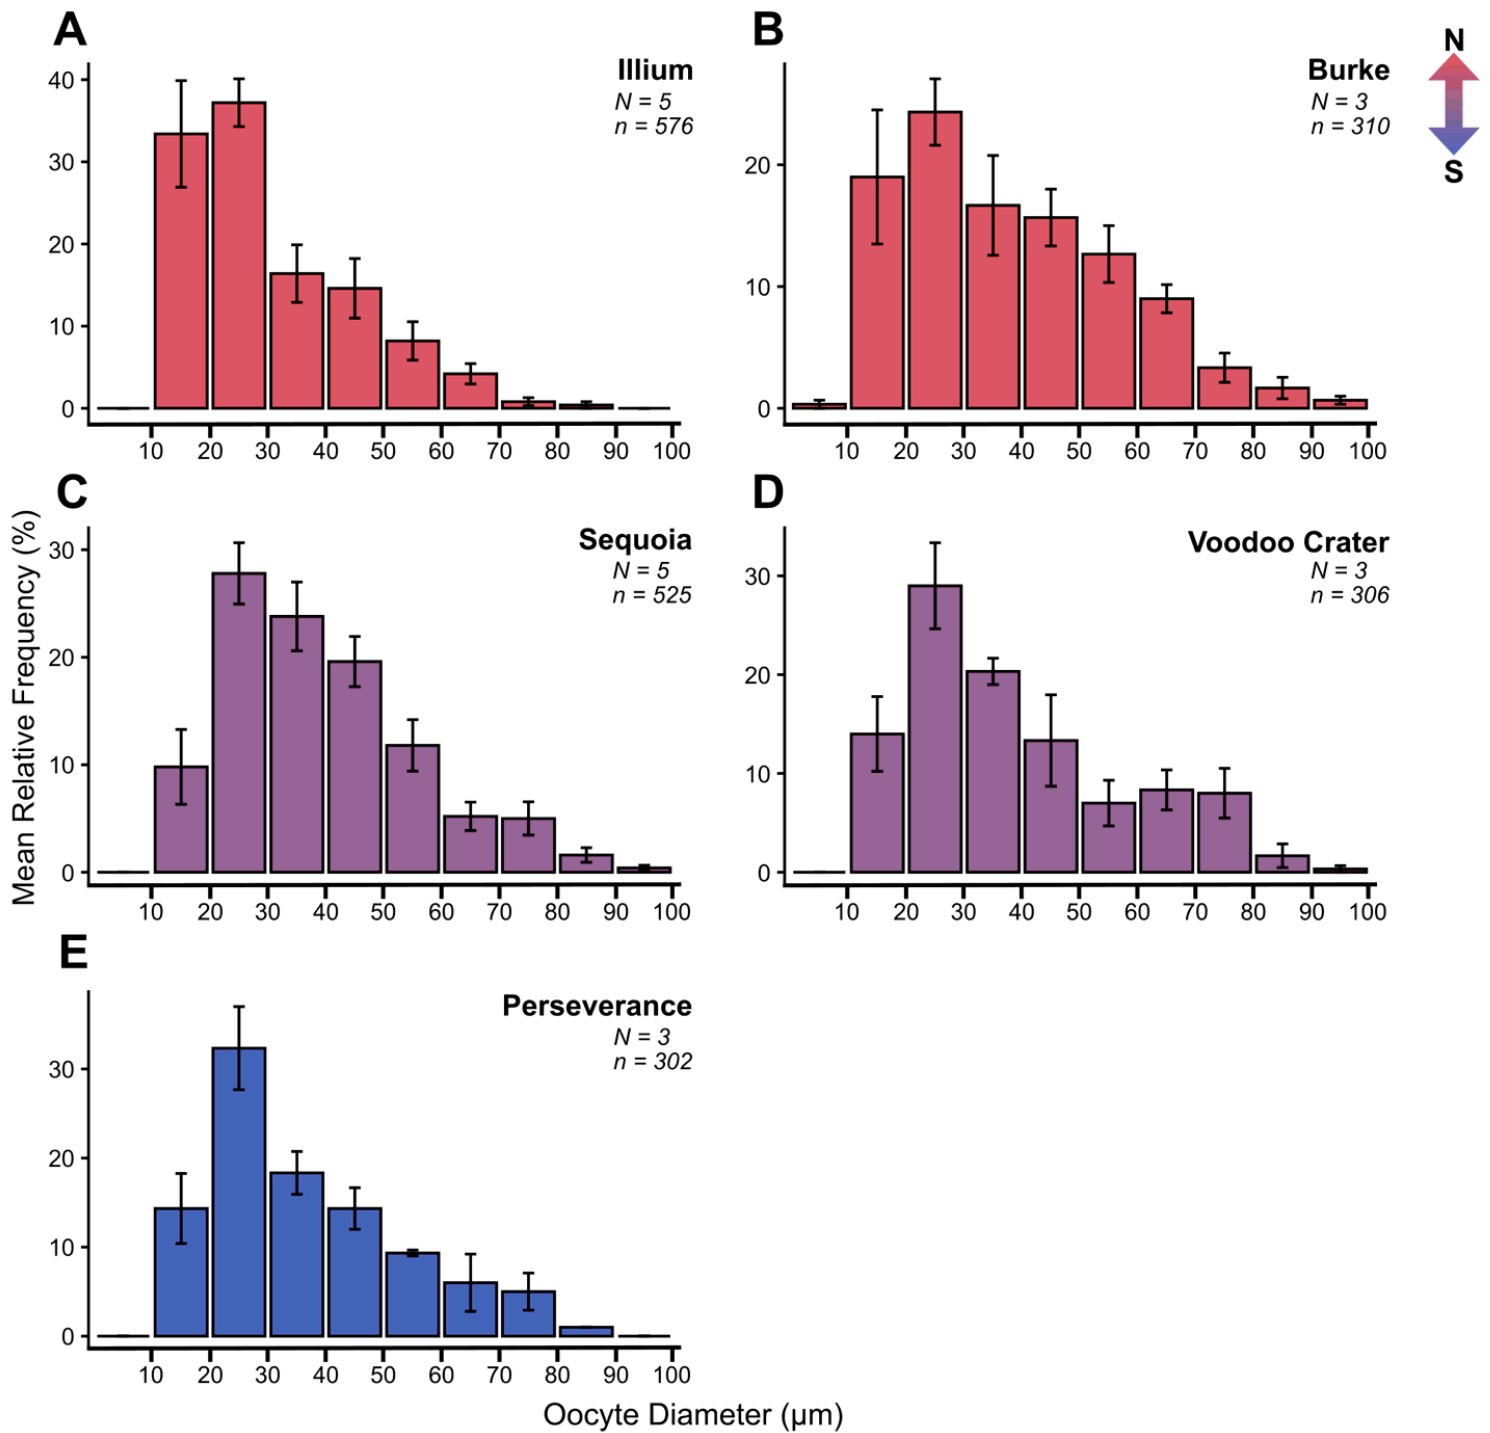 A
Illium
N = 5
n = 576
40
30
20
10
0
10 20 30 40 50 60 70 80 90 100
B
Burke
N = 3
n = 310
20
10
0
10 20 30 40 50 60 70 80 90 100
N
S
C
Sequoia
N = 5
n = 525
30
20
10
0
10 20 30 40 50 60 70 80 90 100
D
Voodoo Crater
N = 3
n = 306
30
20
10
0
10 20 30 40 50 60 70 80 90 100
E
Perseverance
N = 3
n = 302
30
20
10
0
10 20 30 40 50 60 70 80 90 100
Mean Relative Frequency (%)
Oocyte Diameter (μm)